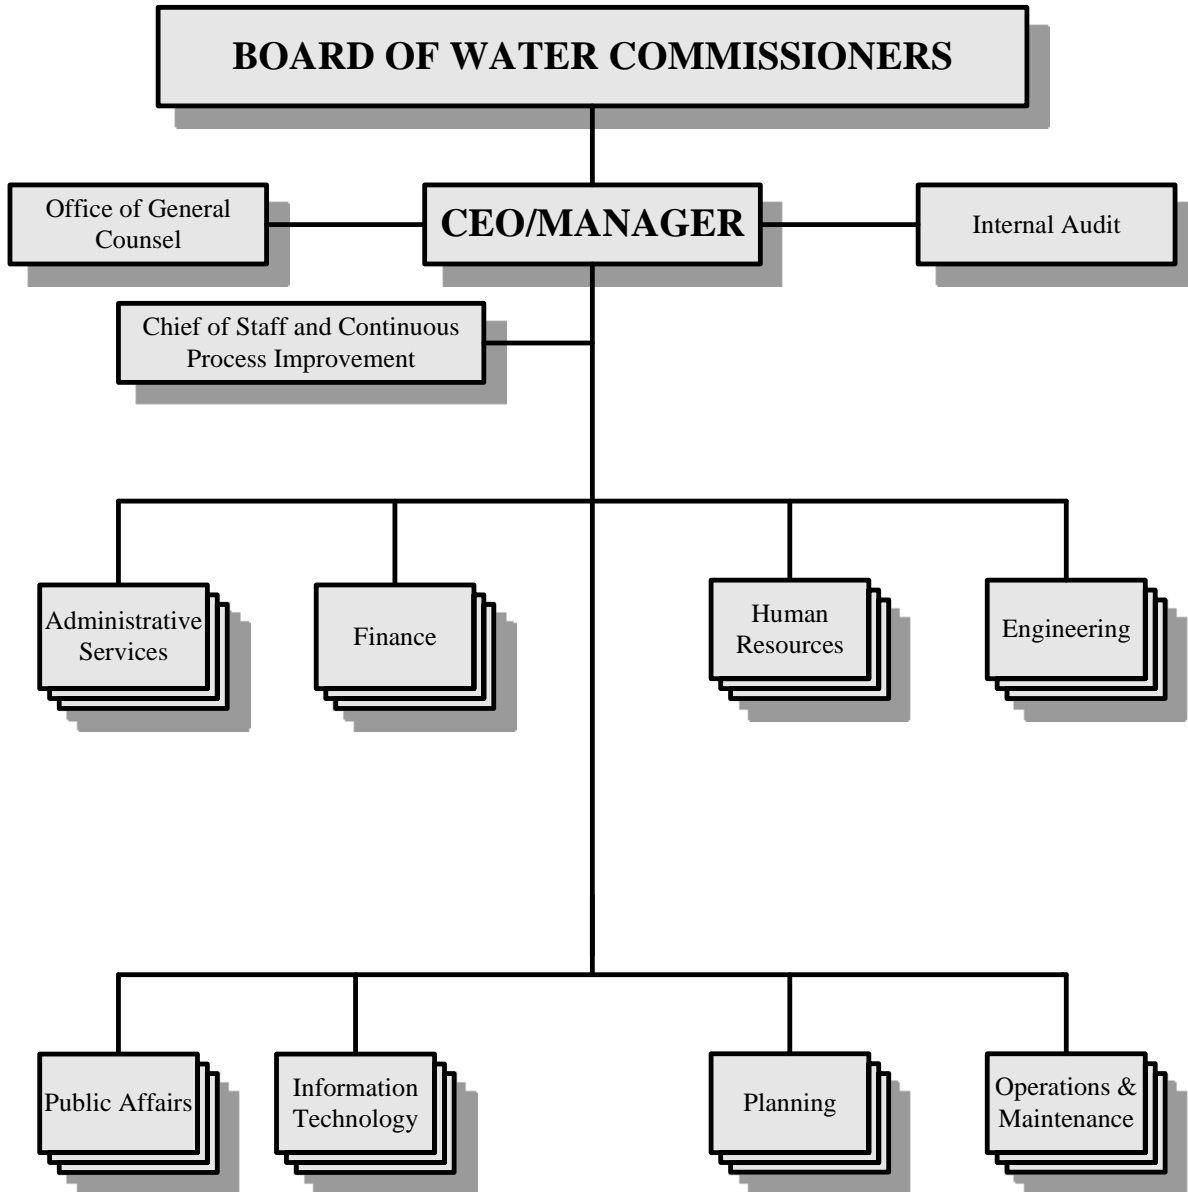 BOARD OF WATER COMMISSIONERS
Office of General
Counsel
CEO/MANAGER
Internal Audit
Chief of Staff and Continuous
Process Improvement
Administrative
Services
Finance
Human
Resources
Engineering
Public Affairs
Information
Technology
Planning
Operations &
Maintenance